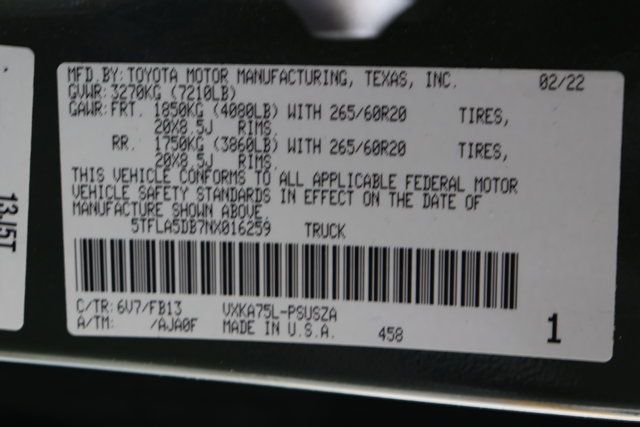 MFD.BY: TOYOTA MOTOR MANUFACTURING, TEXAS, INC. 02/22
GVWR: 3270KG (7210LB)
GAWR: FRT. 1850KG (4080LB) WITH 265/60R20 TIRES,
20X8.5J RIMS.
RR. 1750KG (3860LB) WITH 265/60R20 TIRES,
20X8.5J RIMS.
THIS VEHICLE CONFORMS TO ALL APPLICABLE FEDERAL MOTOR
VEHICLE SAFETY STANDARDS IN EFFECT ON THE DATE OF
MANUFACTURE SHOWN ABOVE.
5TFLA5DB7NX016259 TRUCK
C/TR: 6V7/FB13 VXKA75L-PSUSZA
A/TM: /AJA0F MADE IN U.S.A. 458 1